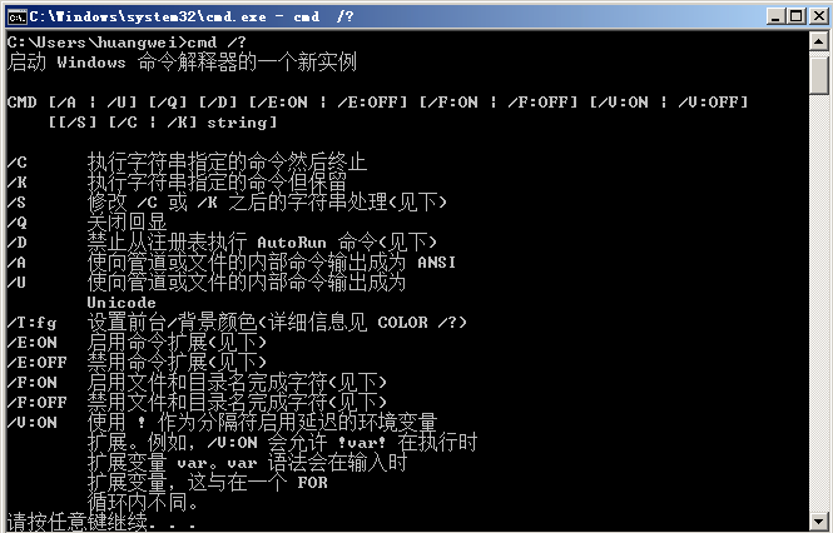 C:\Windows\system32\cmd.exe - cmd  /?
C:\Users\huangwei>cmd /?
启动 Windows 命令解释器的一个新实例
CMD [/A | /U] [/Q] [/D] [/E:ON | /E:OFF] [/F:ON | /F:OFF] [/V:ON | /V:OFF]
    [[/S] [/C | /K] string]
/C      执行字符串指定的命令然后终止
/K      执行字符串指定的命令但保留
/S      修改 /C 或 /K 之后的字符串处理(见下)
/Q      关闭回显
/D      禁止从注册表执行 AutoRun 命令(见下)
/A      使向管道或文件的内部命令输出成为 ANSI
/U      使向管道或文件的内部命令输出成为
        Unicode
/T:fg   设置前台/背景颜色(详细信息见 COLOR /?)
/E:ON   启用命令扩展(见下)
/E:OFF  禁用命令扩展(见下)
/F:ON   启用文件和目录名完成字符(见下)
/F:OFF  禁用文件和目录名完成字符(见下)
/V:ON   使用 ! 作为分隔符启用延迟的环境变量
        扩展。例如，/V:ON 会允许 !var! 在执行时
        扩展变量 var。var 语法会在输入时
        扩展变量，这与在一个 FOR
        循环内不同。
请按任意键继续. . .